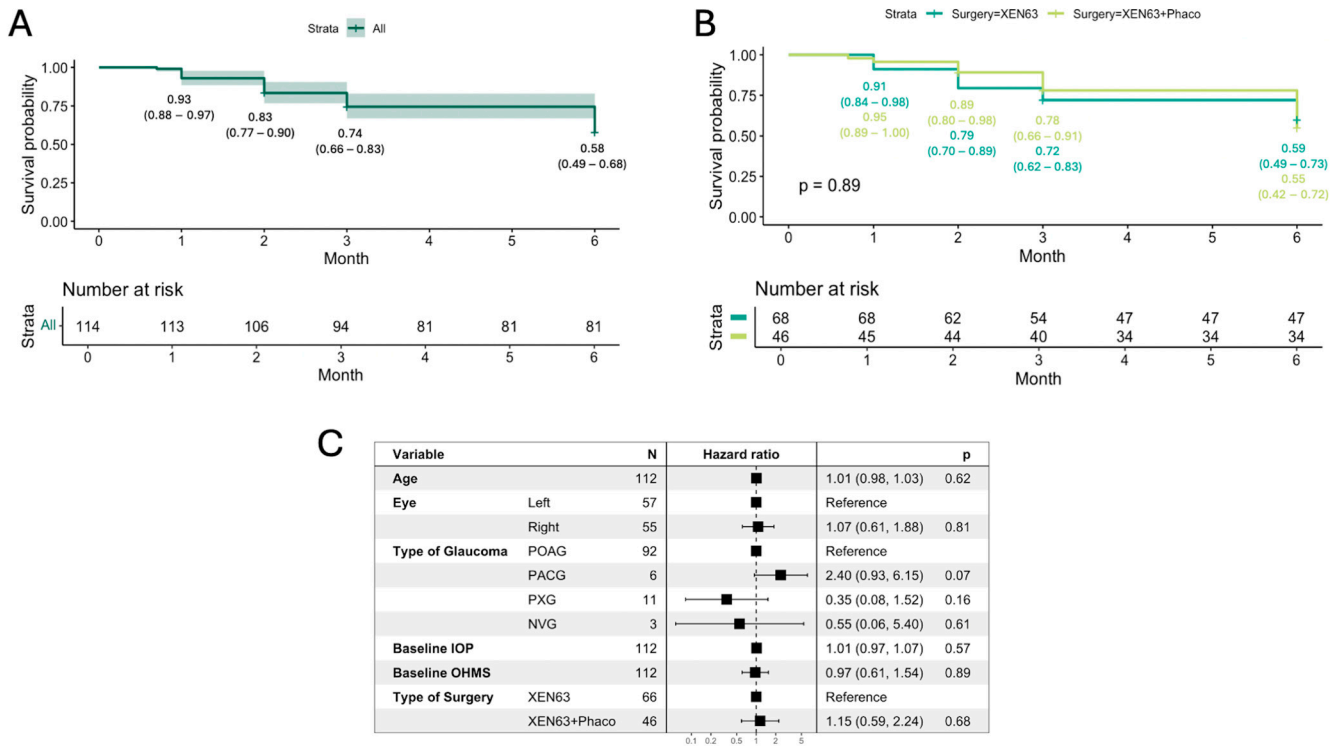 A
Strata All
Survival probability
1.00
0.75
0.50
0.25
0.00
0.93
(0.88 – 0.97)
0.83
(0.77 – 0.90)
0.74
(0.66 – 0.83)
0.58
(0.49 – 0.68)
0 1 2 3 4 5 6
Month
Number at risk
Strata
All 114 113 106 94 81 81 81
0 1 2 3 4 5 6
Month
B
Strata Surgery=XEN63 Surgery=XEN63+Phaco
Survival probability
1.00
0.75
0.50
0.25
0.00
0.91
(0.84 – 0.98)
0.95
(0.89 – 1.00)
0.89
(0.80 – 0.98)
0.79
(0.70 – 0.89)
0.78
(0.66 – 0.91)
0.72
(0.62 – 0.83)
0.59
(0.49 – 0.73)
0.55
(0.42 – 0.72)
p = 0.89
0 1 2 3 4 5 6
Month
Number at risk
Strata
68 68 62 54 47 47 47
46 45 44 40 34 34 34
0 1 2 3 4 5 6
Month
C
Variable N Hazard ratio p
Age 112 1.01 (0.98, 1.03) 0.62
Eye Left 57 Reference
Right 55 1.07 (0.61, 1.88) 0.81
Type of Glaucoma POAG 92 Reference
PACG 6 2.40 (0.93, 6.15) 0.07
PXG 11 0.35 (0.08, 1.52) 0.16
NVG 3 0.55 (0.06, 5.40) 0.61
Baseline IOP 112 1.01 (0.97, 1.07) 0.57
Baseline OHMS 112 0.97 (0.61, 1.54) 0.89
Type of Surgery XEN63 66 Reference
XEN63+Phaco 46 1.15 (0.59, 2.24) 0.68
0.1 0.2 0.5 1 2 5